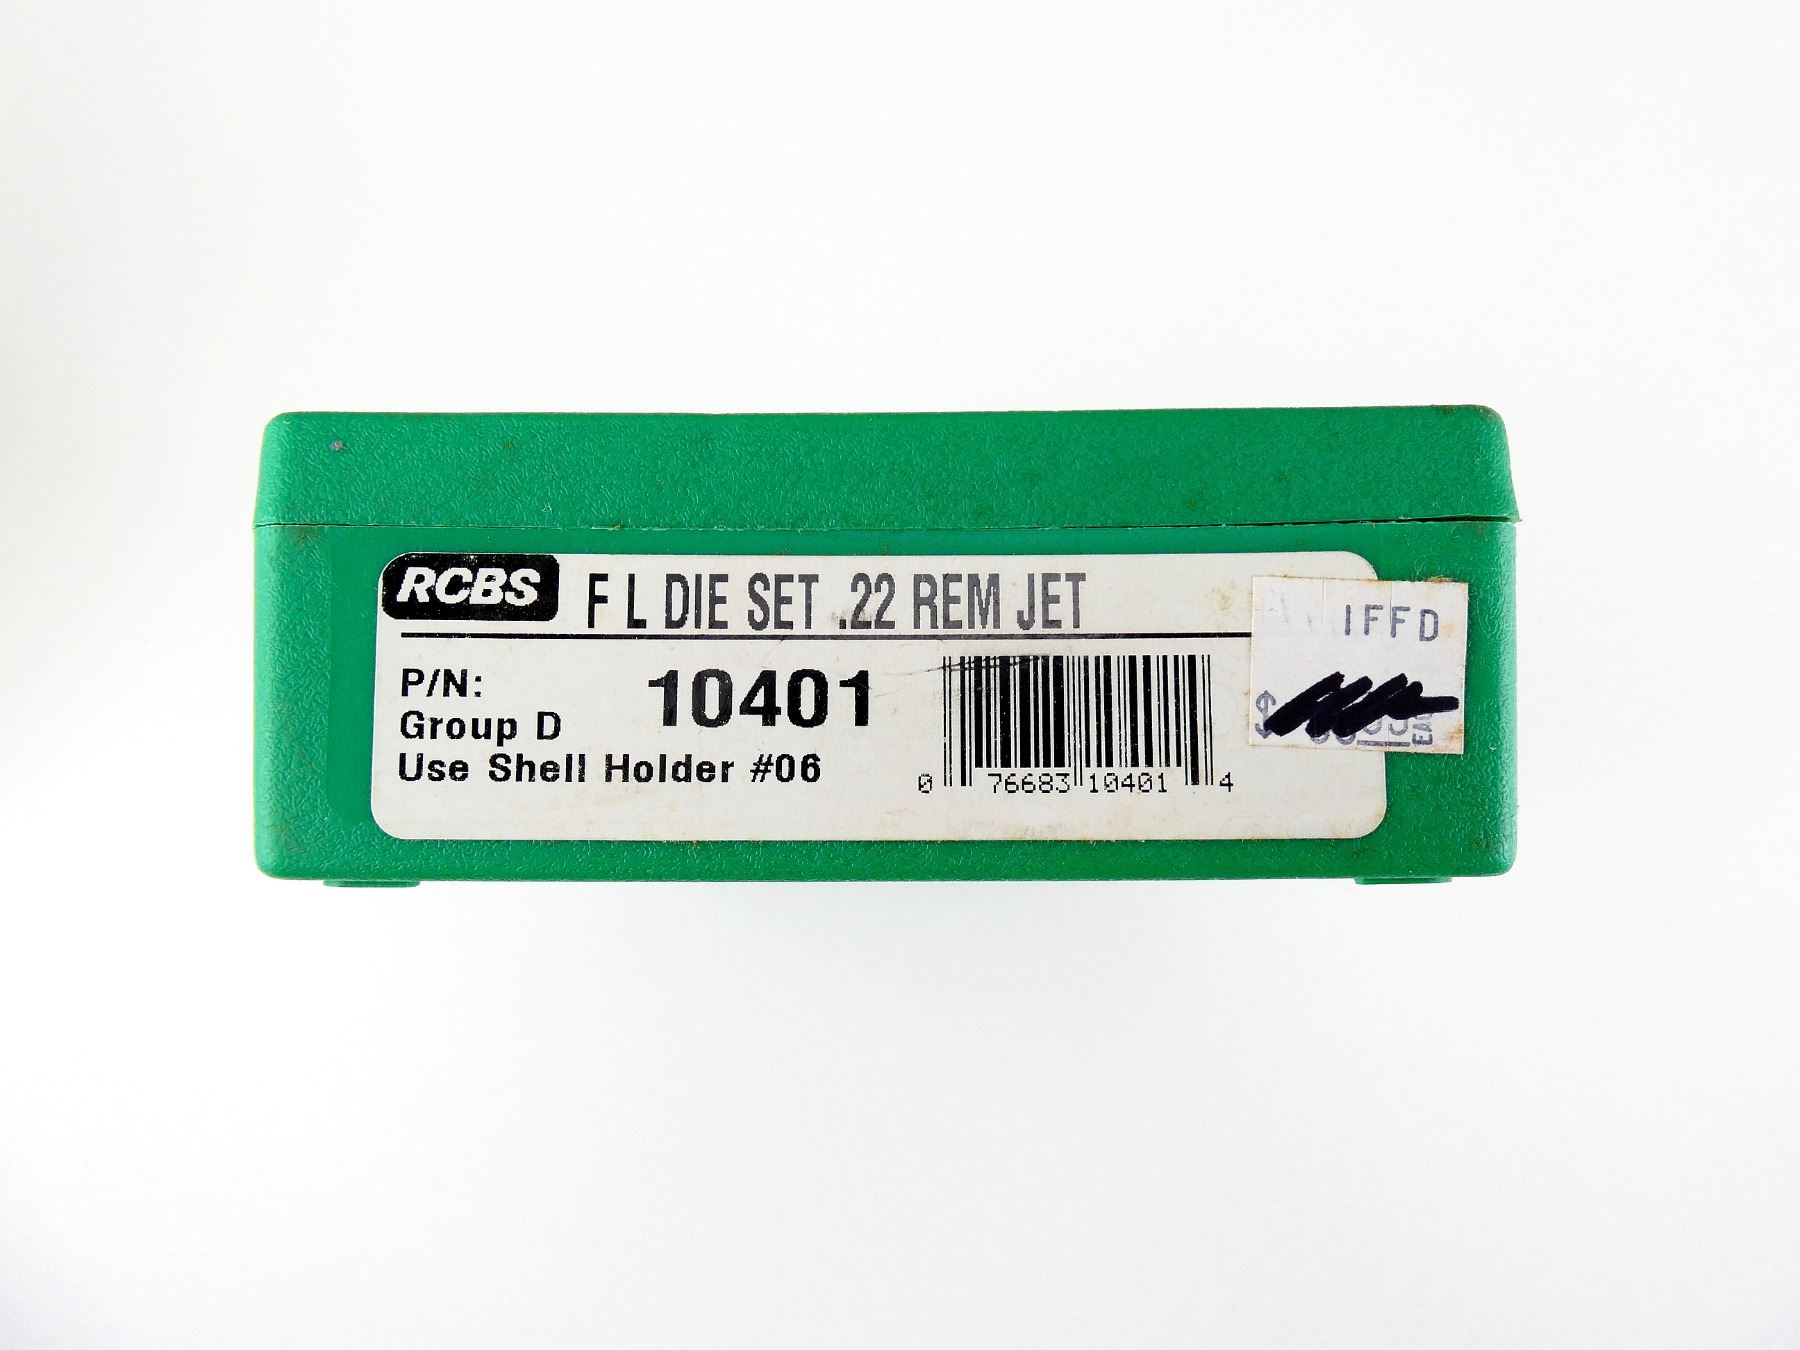 RCBS F L DIE SET .22 REM JET
IFFD
P/N: 10401
Group D
Use Shell Holder #06
0 76683 10401 4
$